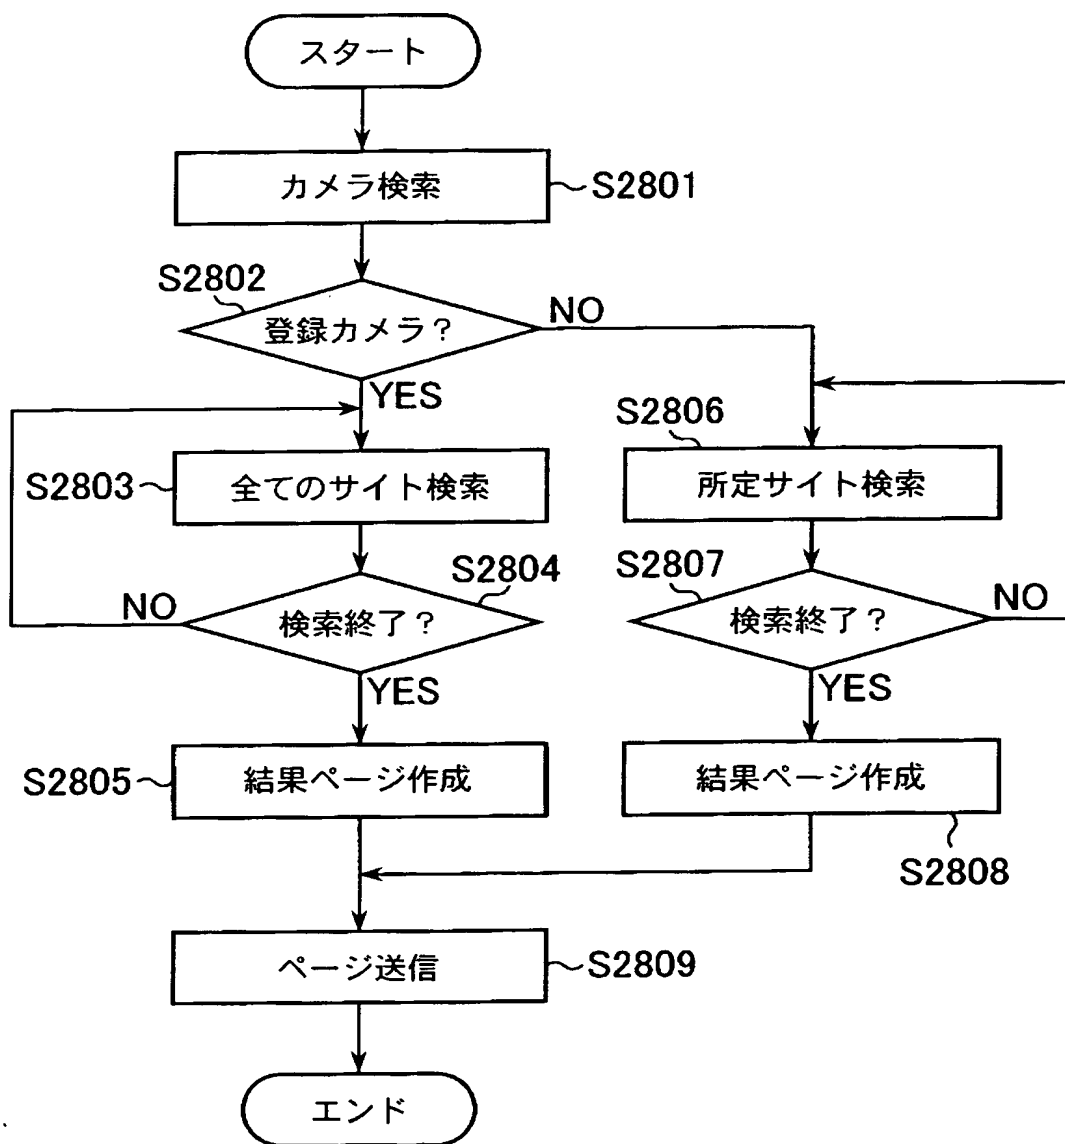 スタート
カメラ検索
S2801
S2802
登録カメラ?
NO
YES
S2803
全てのサイト検索
S2806
所定サイト検索
S2804
検索終了?
NO
YES
S2807
検索終了?
NO
YES
S2805
結果ページ作成
結果ページ作成
S2808
ページ送信
S2809
エンド